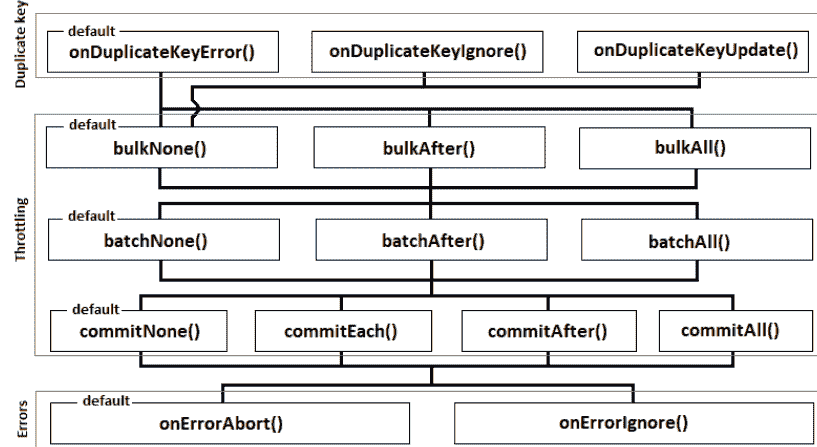 Duplicate key
default
onDuplicateKeyError()
onDuplicateKeyIgnore()
onDuplicateKeyUpdate()
Throttling
default
bulkNone()
bulkAfter()
bulkAll()
default
batchNone()
batchAfter()
batchAll()
default
commitNone()
commitEach()
commitAfter()
commitAll()
Errors
default
onErrorAbort()
onErrorIgnore()